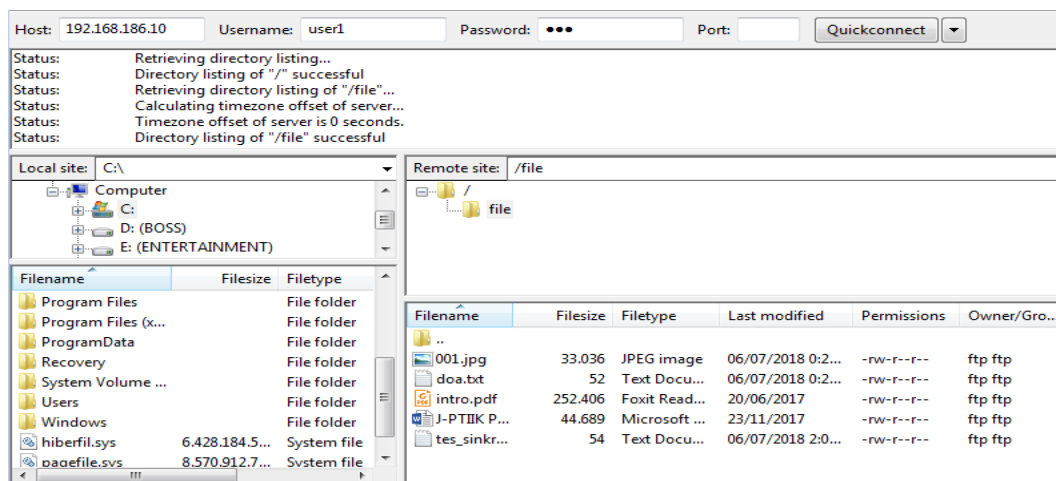 Host: 192.168.186.10 Username: user1 Password: ●●● Port: Quickconnect
Status: Retrieving directory listing...
Status: Directory listing of "/" successful
Status: Retrieving directory listing of "/file"...
Status: Calculating timezone offset of server...
Status: Timezone offset of server is 0 seconds.
Status: Directory listing of "/file" successful
Local site: C:\
Computer
C:
D: (BOSS)
E: (ENTERTAINMENT)
Filename Filesize Filetype
Program Files File folder
Program Files (x... File folder
ProgramData File folder
Recovery File folder
System Volume ... File folder
Users File folder
Windows File folder
hiberfil.sys 6.428.184.5... System file
pagefile.sys 8.570.912.7... System file
Remote site: /file
/
file
Filename Filesize Filetype Last modified Permissions Owner/Gro...
..
001.jpg 33.036 JPEG image 06/07/2018 0:2... -rw-r--r-- ftp ftp
doa.txt 52 Text Docu... 06/07/2018 0:2... -rw-r--r-- ftp ftp
intro.pdf 252.406 Foxit Read... 20/06/2017 -rw-r--r-- ftp ftp
J-PTIIK P... 44.689 Microsoft ... 23/11/2017 -rw-r--r-- ftp ftp
tes_sinkr... 54 Text Docu... 06/07/2018 2:0... -rw-r--r-- ftp ftp